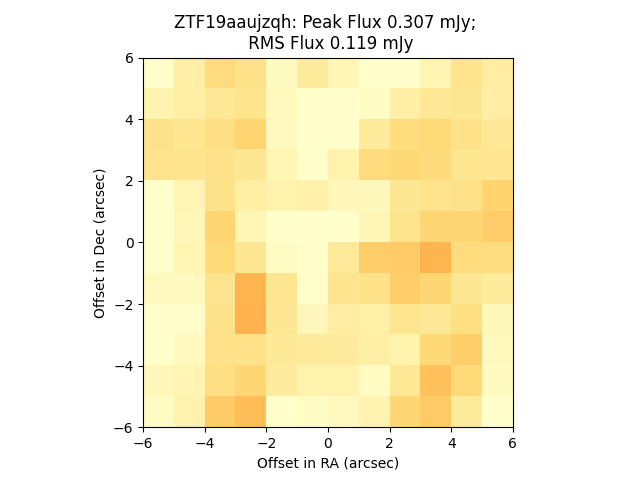 ZTF19aaujzqh: Peak Flux 0.307 mJy;
RMS Flux 0.119 mJy
6
4
2
0
−2
−4
−6
Offset in Dec (arcsec)
−6 −4 −2 0 2 4 6
Offset in RA (arcsec)